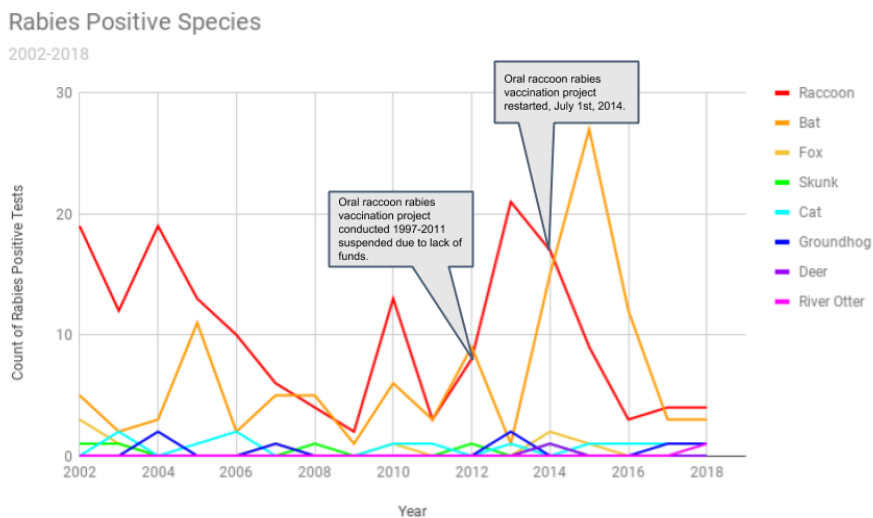 Rabies Positive Species
2002-2018
Oral raccoon rabies
vaccination project
restarted, July 1st, 2014.
Oral raccoon rabies
vaccination project
conducted 1997-2011
suspended due to lack of
funds.
Count of Rabies Positive Tests
30
20
10
0
2002
2004
2006
2008
2010
2012
2014
2016
2018
Year
Raccoon
Bat
Fox
Skunk
Cat
Groundhog
Deer
River Otter